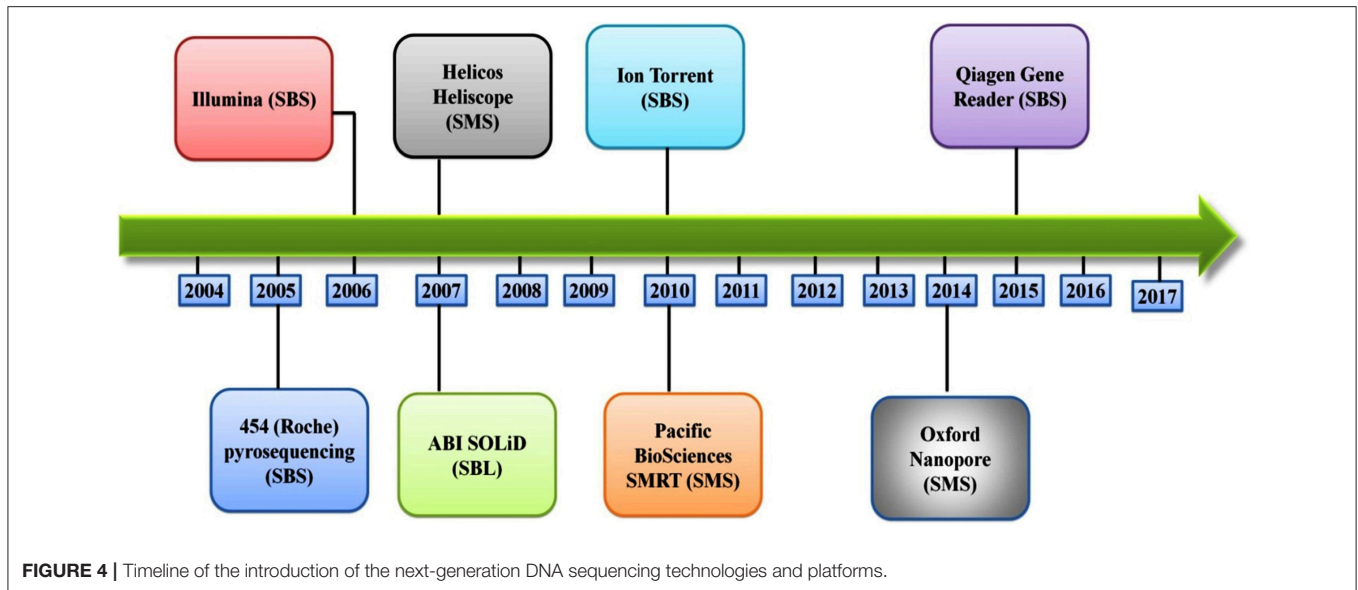 Illumina (SBS)
Helicos
Heliscope
(SMS)
Ion Torrent
(SBS)
Qiagen Gene
Reader (SBS)
2004
2005
2006
2007
2008
2009
2010
2011
2012
2013
2014
2015
2016
2017
454 (Roche)
pyrosequencing
(SBS)
ABI SOLiD
(SBL)
Pacific
BioSciences
SMRT (SMS)
Oxford
Nanopore
(SMS)
FIGURE 4 | Timeline of the introduction of the next-generation DNA sequencing technologies and platforms.